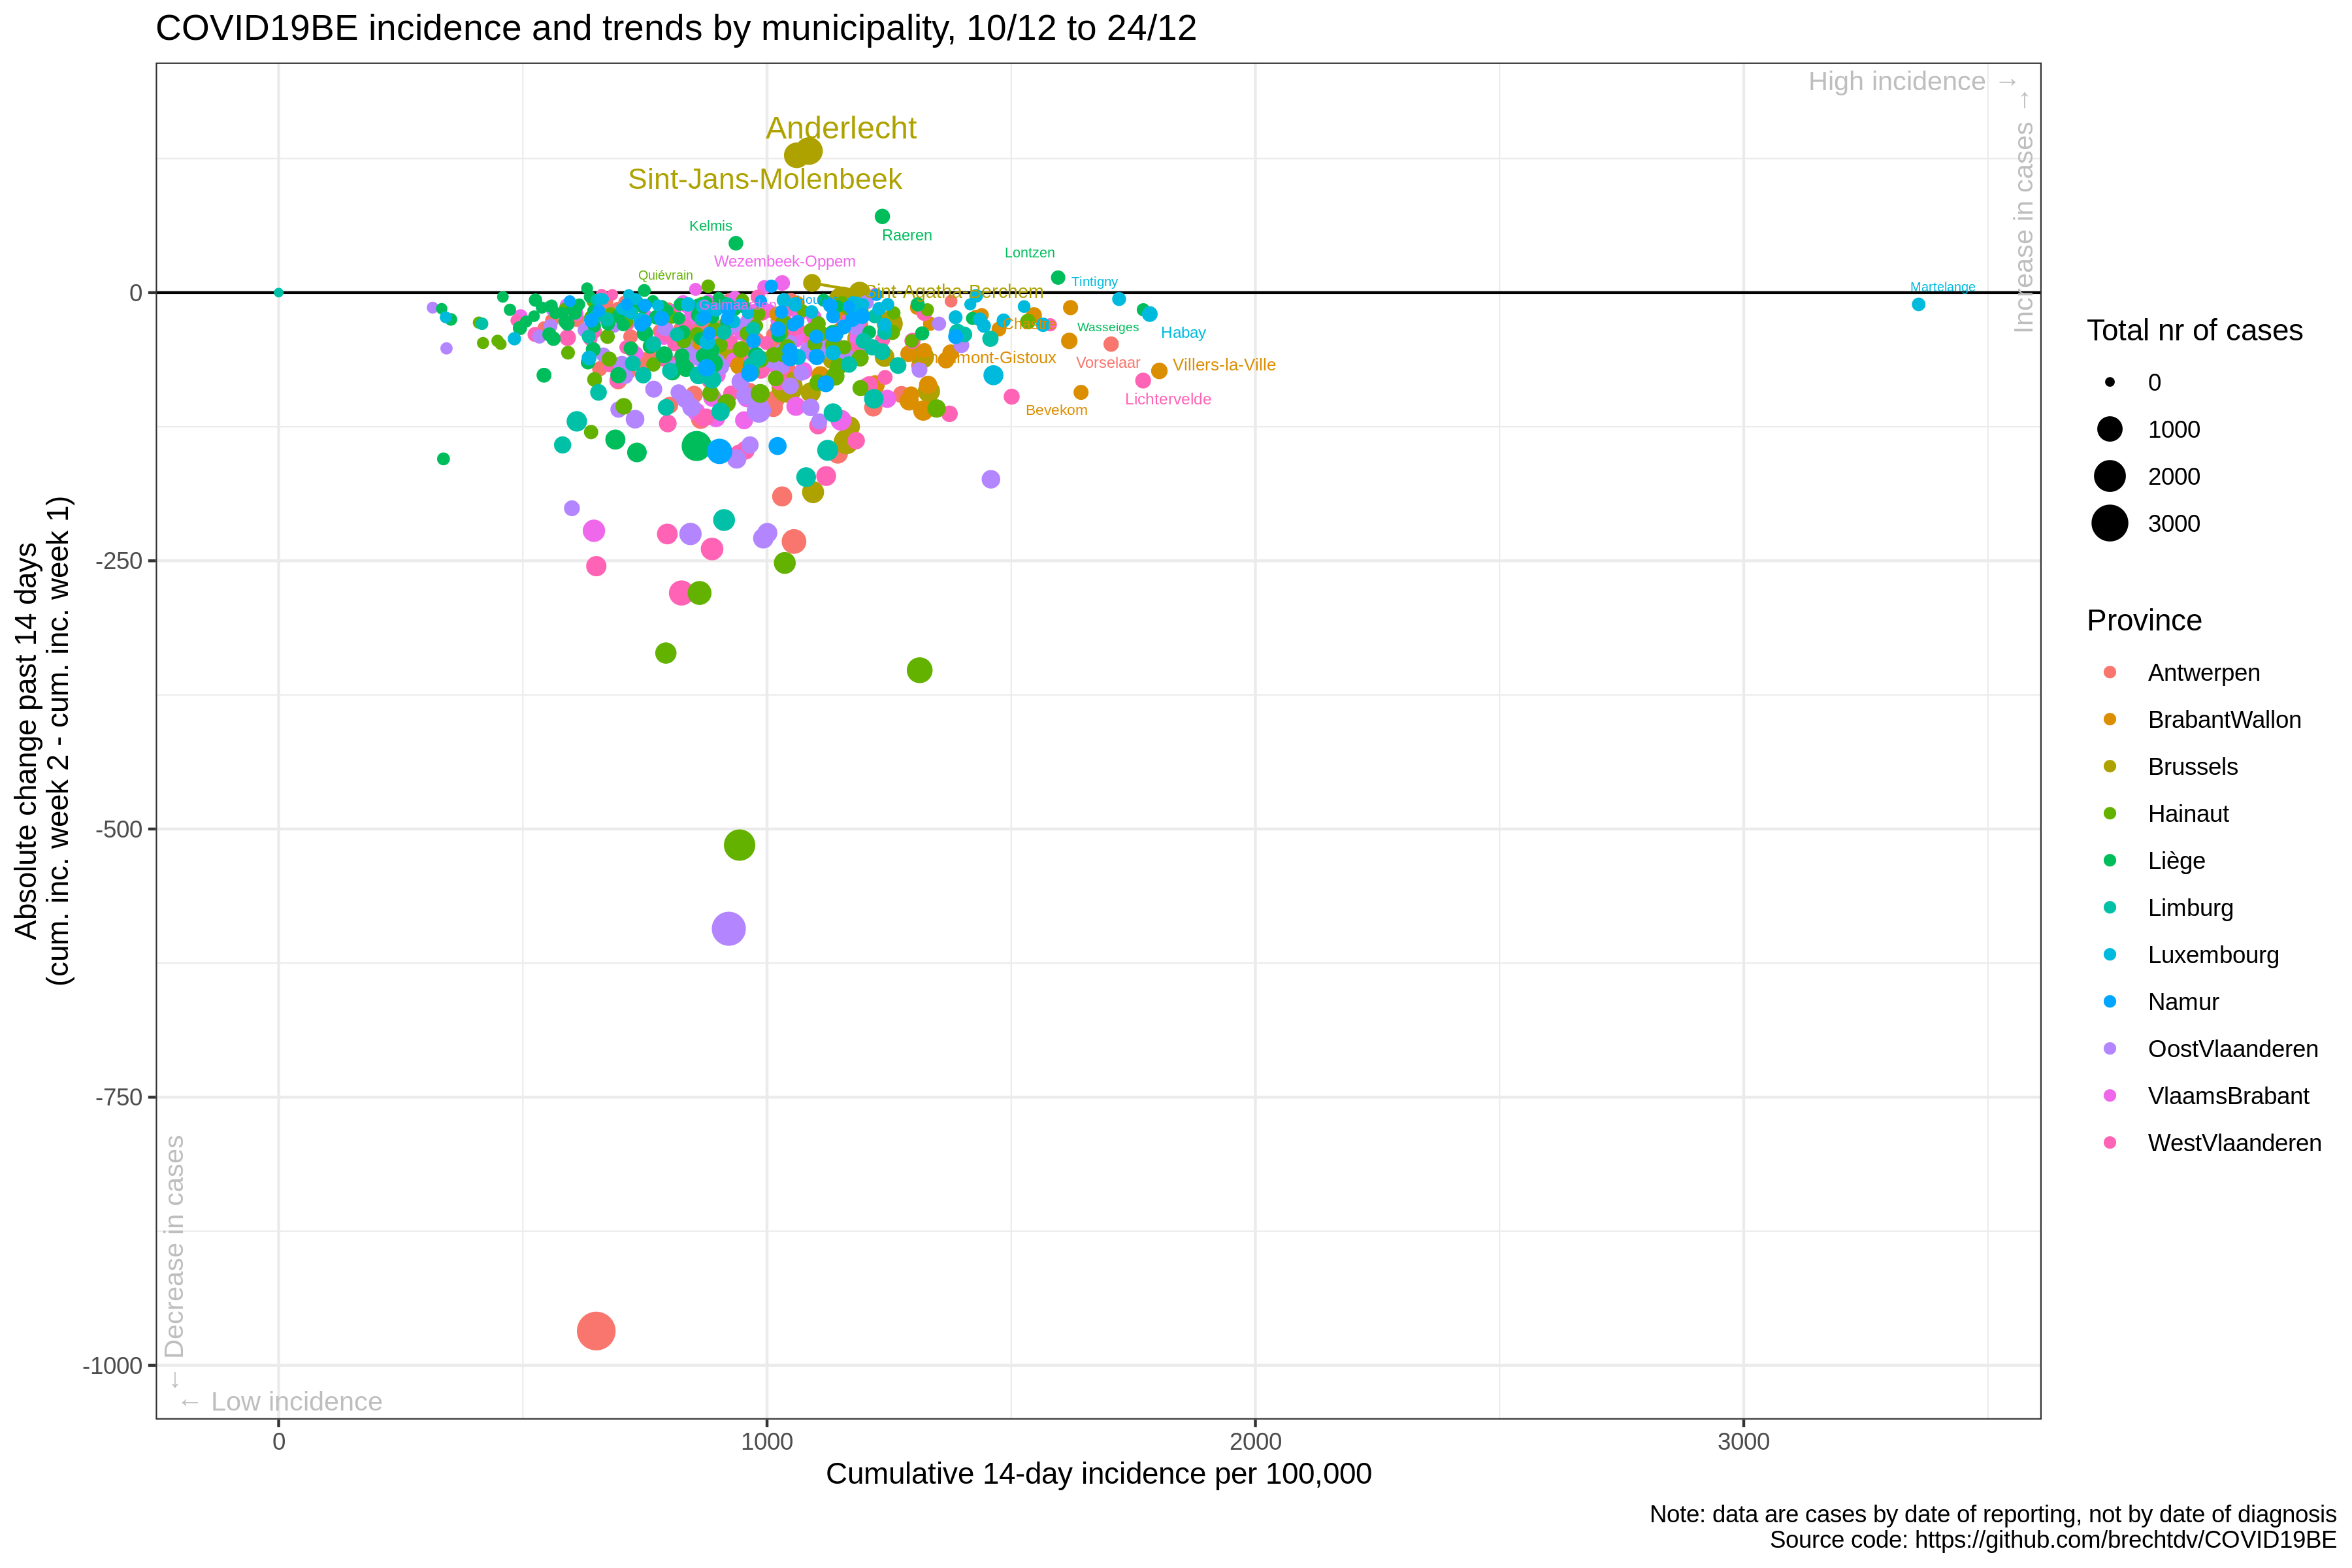 COVID19BE incidence and trends by municipality, 10/12 to 24/12
High incidence →
Increase in cases →
Anderlecht
Sint-Jans-Molenbeek
Kelmis
Raeren
Lontzen
Wezembeek-Oppem
Quiévrain
Tintigny
Martelange
Sint-Agatha-Berchem
Wasseiges
Habay
Vorselaar
Villers-la-Ville
Lichtervelde
Bevekom
0
-250
-500
-750
-1000
Absolute change past 14 days
(cum. inc. week 2 - cum. inc. week 1)
← Decrease in cases
← Low incidence
0
1000
2000
3000
Cumulative 14-day incidence per 100,000
Total nr of cases
0
1000
2000
3000
Province
Antwerpen
BrabantWallon
Brussels
Hainaut
Liège
Limburg
Luxembourg
Namur
OostVlaanderen
VlaamsBrabant
WestVlaanderen
Note: data are cases by date of reporting, not by date of diagnosis
Source code: https://github.com/brechtdv/COVID19BE